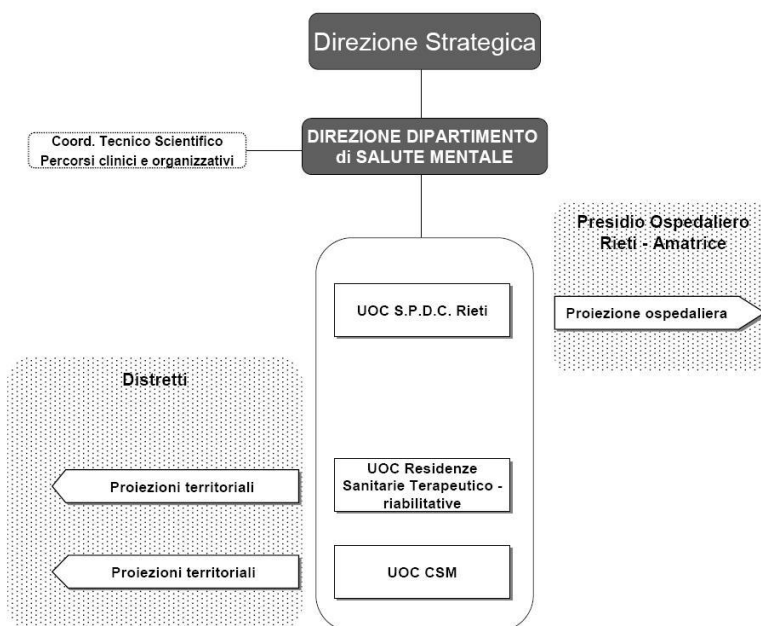 Direzione Strategica
Coord. Tecnico Scientifico
Percorsi clinici e organizzativi
DIREZIONE DIPARTIMENTO
di SALUTE MENTALE
Presidio Ospedaliero
Rieti - Amatrice
UOC S.P.D.C. Rieti
Proiezione ospedaliera
Distretti
Proiezioni territoriali
UOC Residenze
Sanitarie Terapeutico -
riabilitative
Proiezioni territoriali
UOC CSM